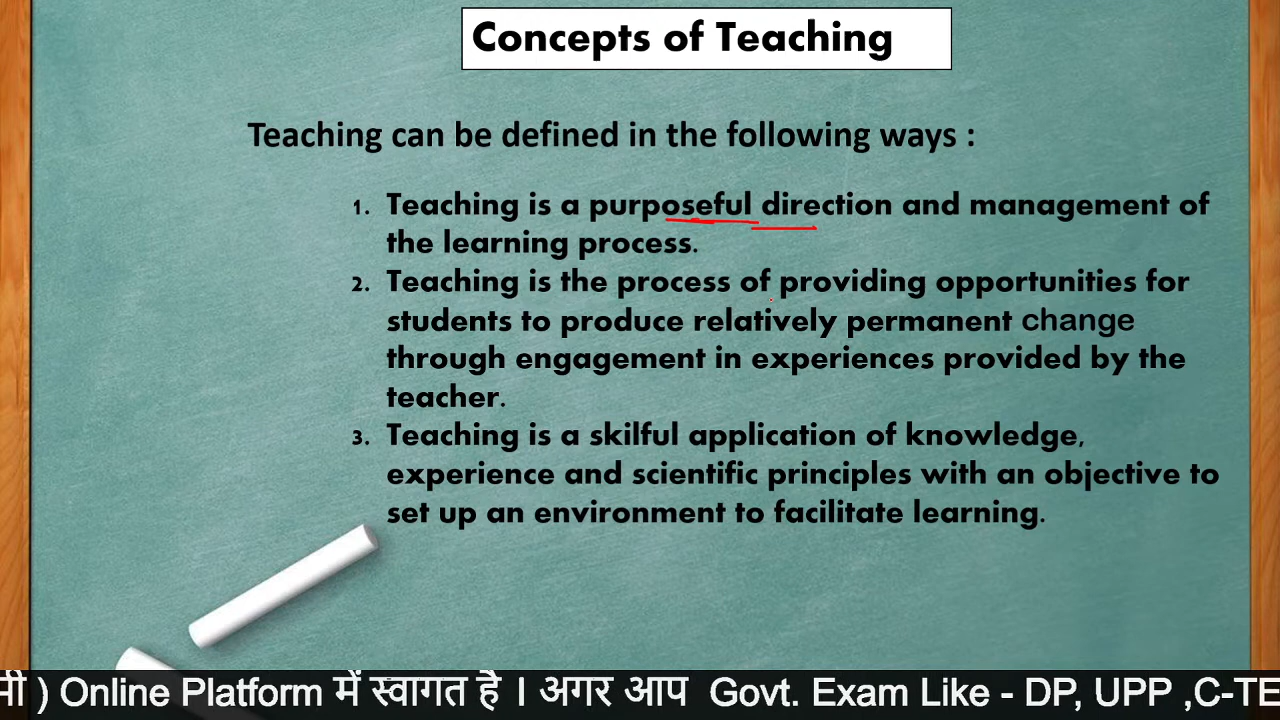 Concepts of Teaching
Teaching can be defined in the following ways :
1. Teaching is a purposeful direction and management of
the learning process.
2. Teaching is the process of providing opportunities for
students to produce relatively permanent change
through engagement in experiences provided by the
teacher.
3. Teaching is a skilful application of knowledge,
experience and scientific principles with an objective to
set up an environment to facilitate learning.
) Online Platform में स्वागत है । अगर आप Govt. Exam Like - DP, UPP ,C-TE